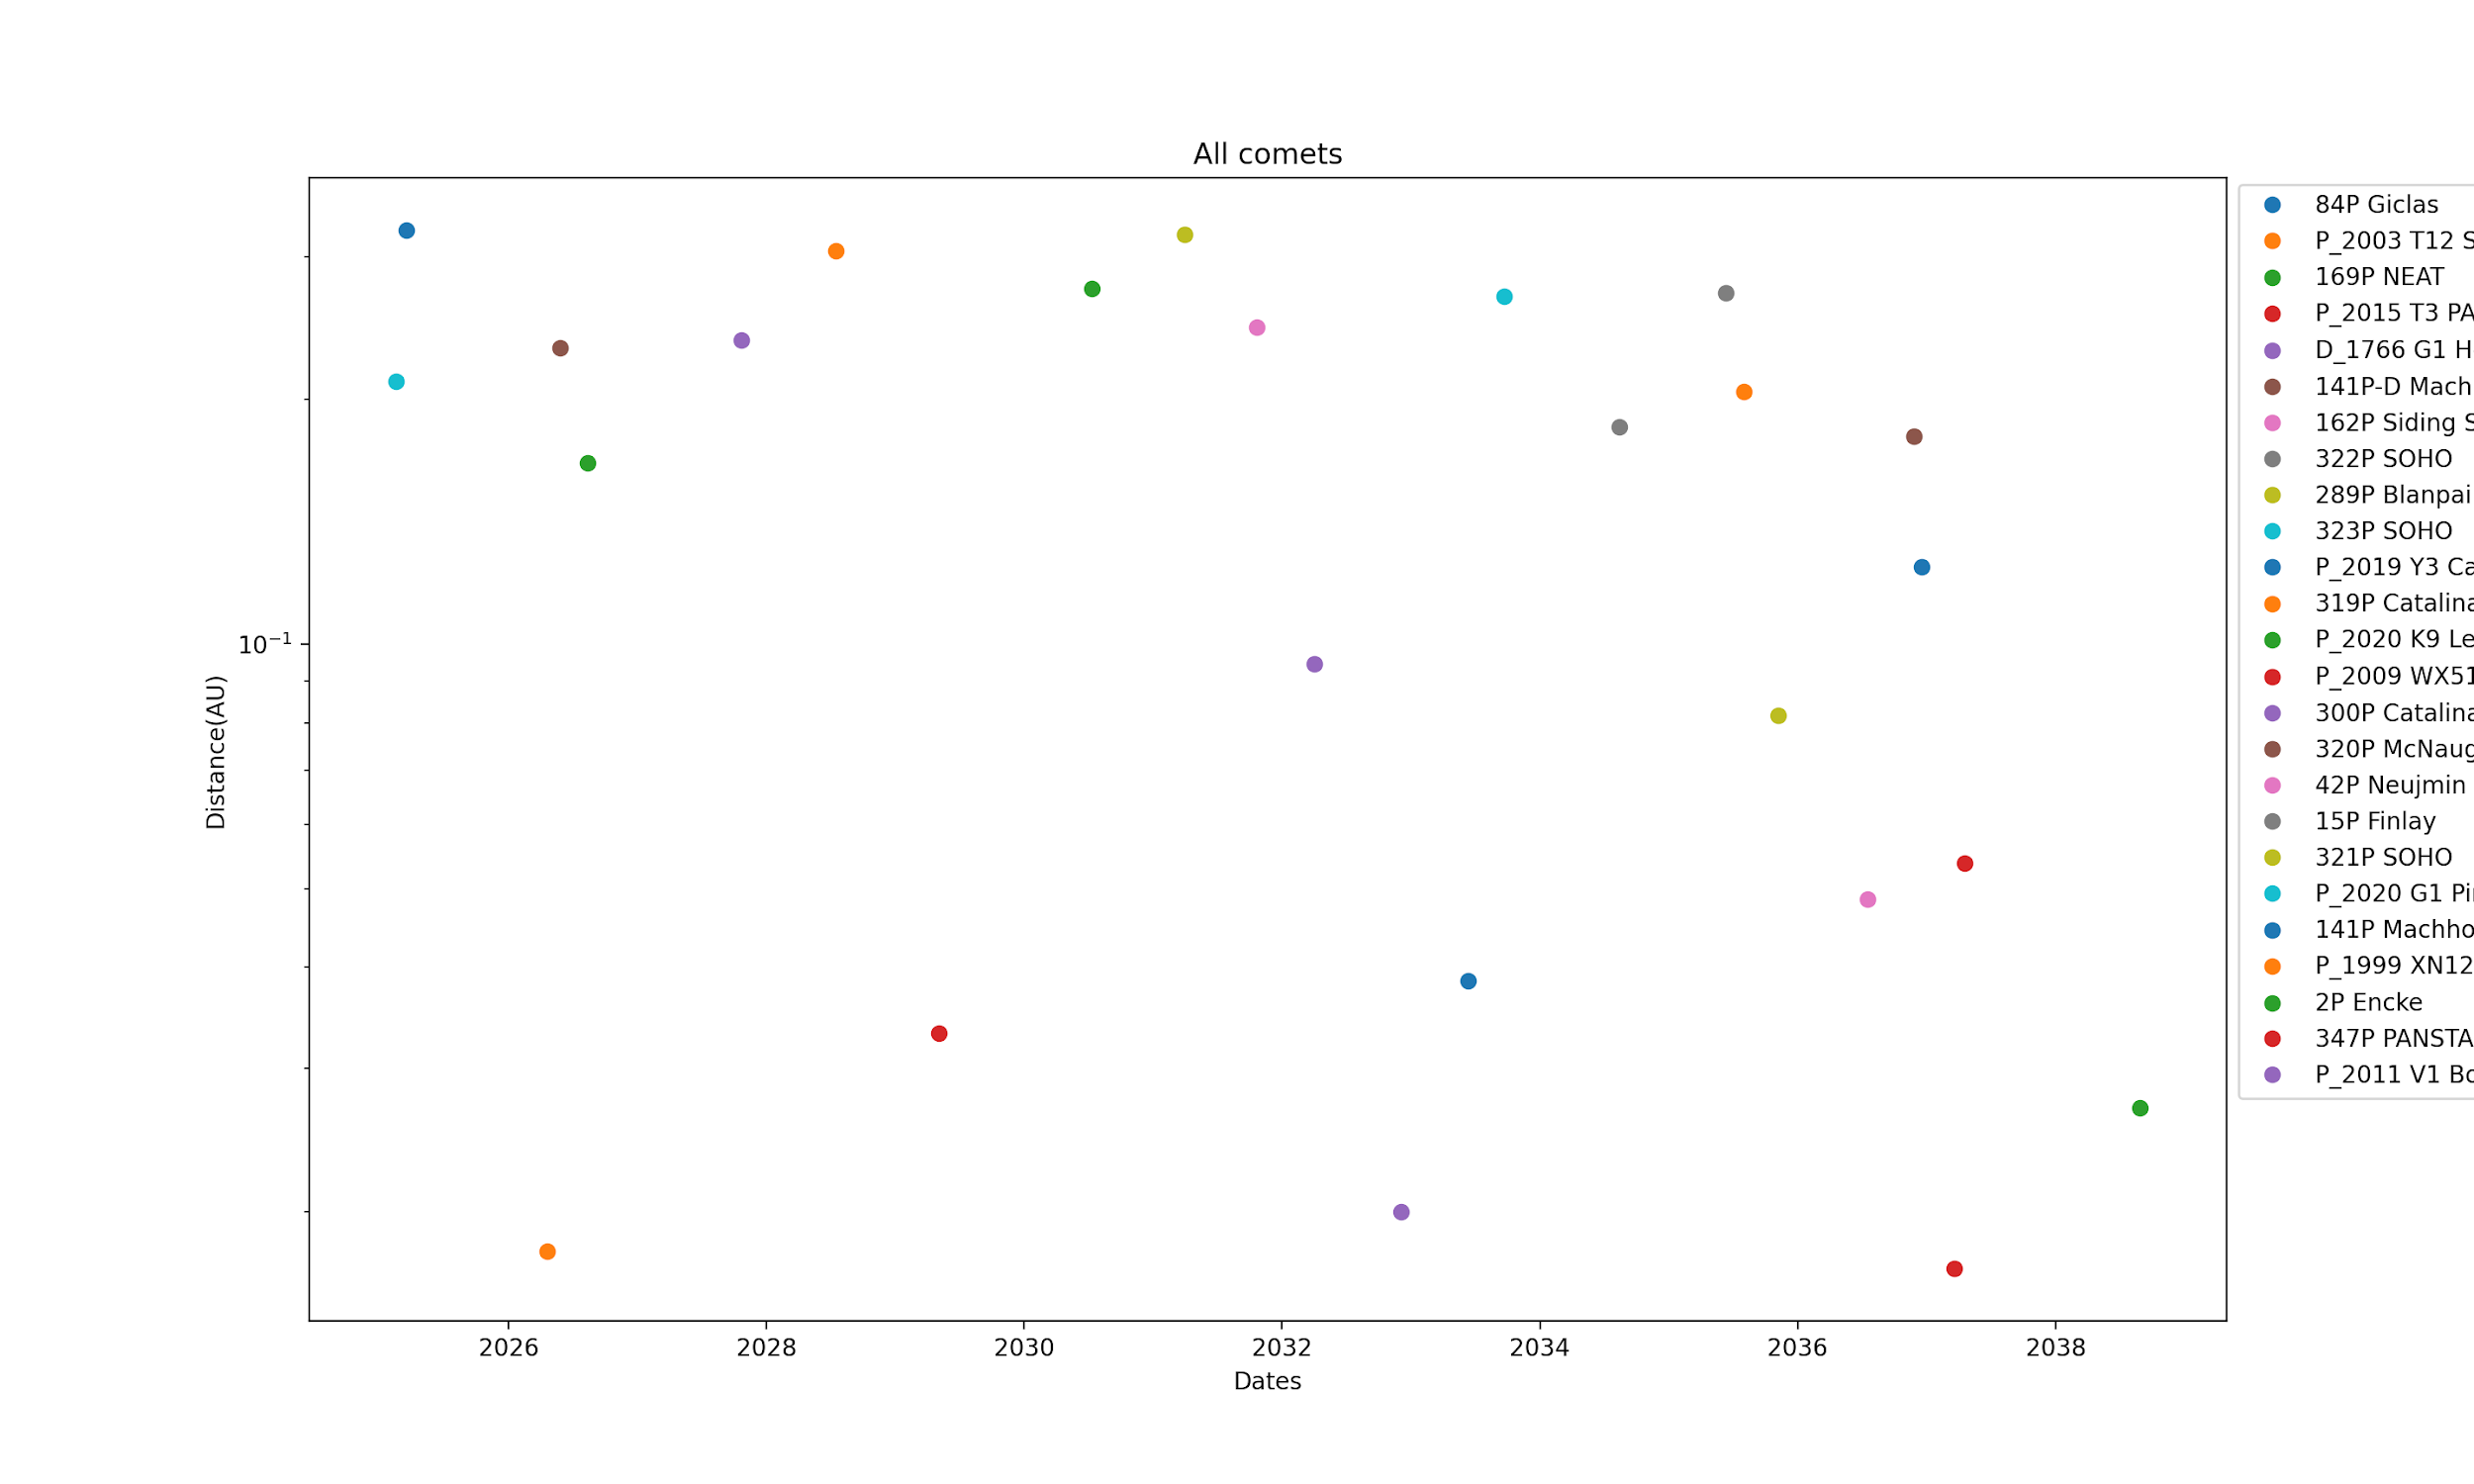 All comets
84P Giclas
P_2003 T12 S
169P NEAT
P_2015 T3 PA
D_1766 G1 H
141P-D Mach
162P Siding S
322P SOHO
289P Blanpai
323P SOHO
P_2019 Y3 Ca
319P Catalina
P_2020 K9 Le
P_2009 WX51
300P Catalina
320P McNaug
42P Neujmin
15P Finlay
321P SOHO
P_2020 G1 Pi
141P Machho
P_1999 XN12
2P Encke
347P PANSTA
P_2011 V1 Bo
10⁻¹
Distance(AU)
2026 2028 2030 2032 2034 2036 2038
Dates